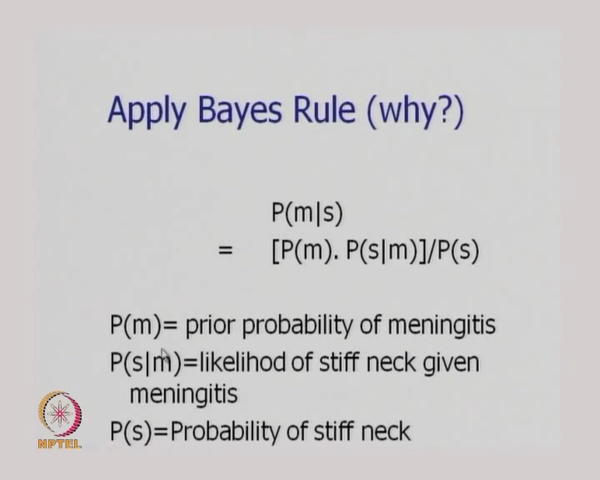 Apply Bayes Rule (why?)
P(m|s)
= [P(m). P(s|m)]/P(s)
P(m)= prior probability of meningitis
P(s|m)=likelihod of stiff neck given
meningitis
P(s)=Probability of stiff neck
NPTEL